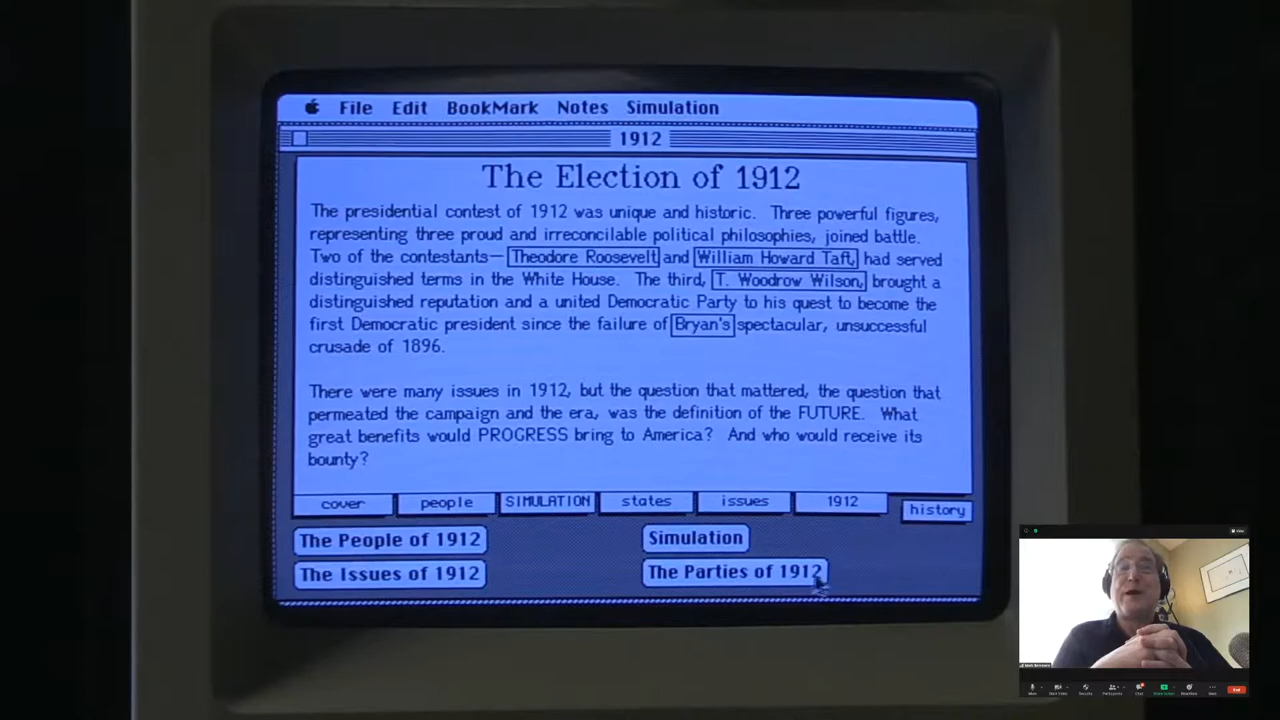 File Edit BookMark Notes Simulation
1912
The Election of 1912
The presidential contest of 1912 was unique and historic. Three powerful figures,
representing three proud and irreconcilable political philosophies, joined battle.
Two of the contestants— Theodore Roosevelt and William Howard Taft, had served
distinguished terms in the White House. The third, T. Woodrow Wilson, brought a
distinguished reputation and a united Democratic Party to his quest to become the
first Democratic president since the failure of Bryan's spectacular, unsuccessful
crusade of 1896.
There were many issues in 1912, but the question that mattered, the question that
permeated the campaign and the era, was the definition of the FUTURE. What
great benefits would PROGRESS bring to America? And who would receive its
bounty?
cover people SIMULATION states issues 1912 history
The People of 1912 Simulation
The Issues of 1912 The Parties of 1912